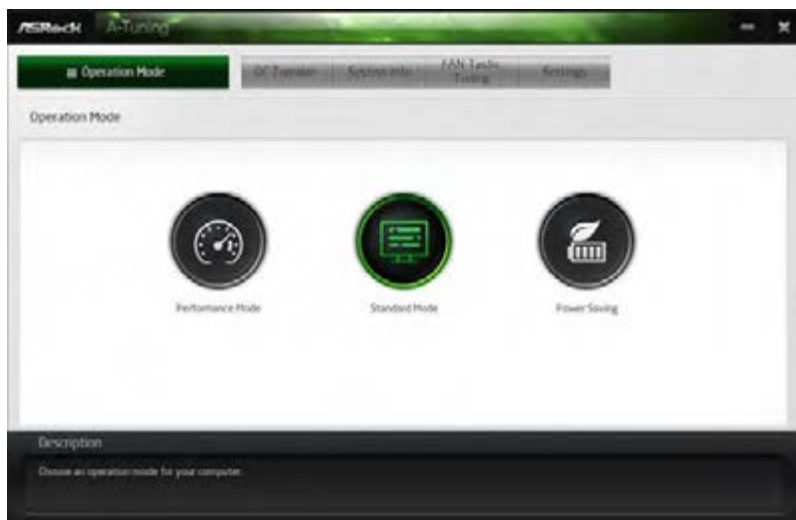 ASRock A-Tuning
Operation Mode
OC Tweaker
System Info
FAN-Tastic
Tuning
Settings
Operation Mode
Performance Mode
Standard Mode
Power Saving
Description
Choose an operation mode for your computer.